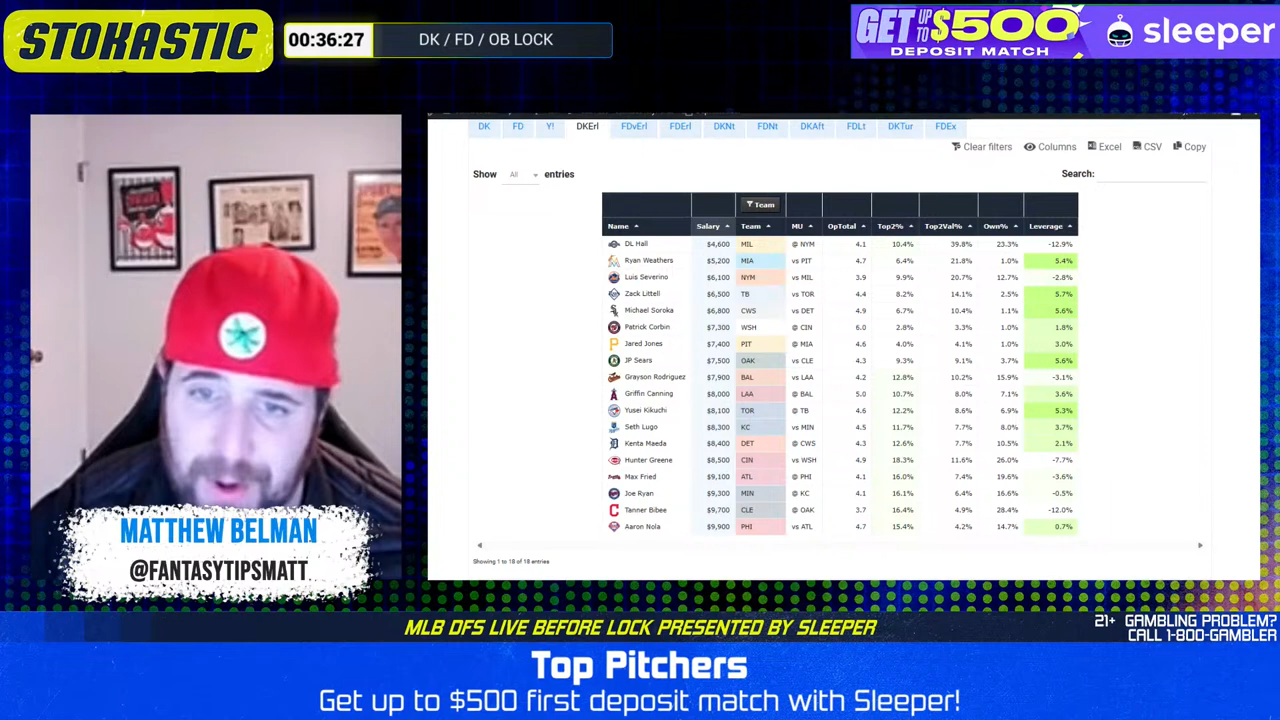 STOKASTIC
00:36:27
DK / FD / OB LOCK
GET UP TO $500
DEPOSIT MATCH
sleeper
DK FD Y! DKErl FDvErl FDErl DKNt FDNt DKAft FDLt DKTur FDEx
Clear filters Columns Excel CSV Copy
Show All entries
Search:
Team
Name Salary Team MU OpTotal Top2% Top2Val% Own% Leverage
DL Hall $4,600 MIL @ NYM 4.1 10.4% 39.8% 23.3% -12.9%
Ryan Weathers $5,200 MIA vs PIT 4.7 6.4% 21.8% 1.0% 5.4%
Luis Severino $6,100 NYM vs MIL 3.9 9.9% 20.7% 12.7% -2.8%
Zack Littell $6,500 TB vs TOR 4.4 8.2% 14.1% 2.5% 5.7%
Michael Soroka $6,800 CWS vs DET 4.9 6.7% 10.4% 1.1% 5.6%
Patrick Corbin $7,300 WSH @ CIN 6.0 2.8% 3.3% 1.0% 1.8%
Jared Jones $7,400 PIT @ MIA 4.6 4.0% 4.1% 1.0% 3.0%
JP Sears $7,500 OAK vs CLE 4.3 9.3% 9.1% 3.7% 5.6%
Grayson Rodriguez $7,900 BAL vs LAA 4.2 12.8% 10.2% 15.9% -3.1%
Griffin Canning $8,000 LAA @ BAL 5.0 10.7% 8.0% 7.1% 3.6%
Yusei Kikuchi $8,100 TOR @ TB 4.6 12.2% 8.6% 6.9% 5.3%
Seth Lugo $8,300 KC vs MIN 4.5 11.7% 7.7% 8.0% 3.7%
Kenta Maeda $8,400 DET @ CWS 4.3 12.6% 7.7% 10.5% 2.1%
Hunter Greene $8,500 CIN vs WSH 4.9 18.3% 11.6% 26.0% -7.7%
Max Fried $9,100 ATL @ PHI 4.1 16.0% 7.4% 19.6% -3.6%
Joe Ryan $9,300 MIN @ KC 4.1 16.1% 6.4% 16.6% -0.5%
Tanner Bibee $9,700 CLE @ OAK 3.7 16.4% 4.9% 28.4% -12.0%
Aaron Nola $9,900 PHI vs ATL 4.7 15.4% 4.2% 14.7% 0.7%
Showing 1 to 18 of 18 entries
MATTHEW BELMAN
@FANTASYTIPSMATT
MLB DFS LIVE BEFORE LOCK PRESENTED BY SLEEPER
21+ GAMBLING PROBLEM?
CALL 1-800-GAMBLER
Top Pitchers
Get up to $500 first deposit match with Sleeper!